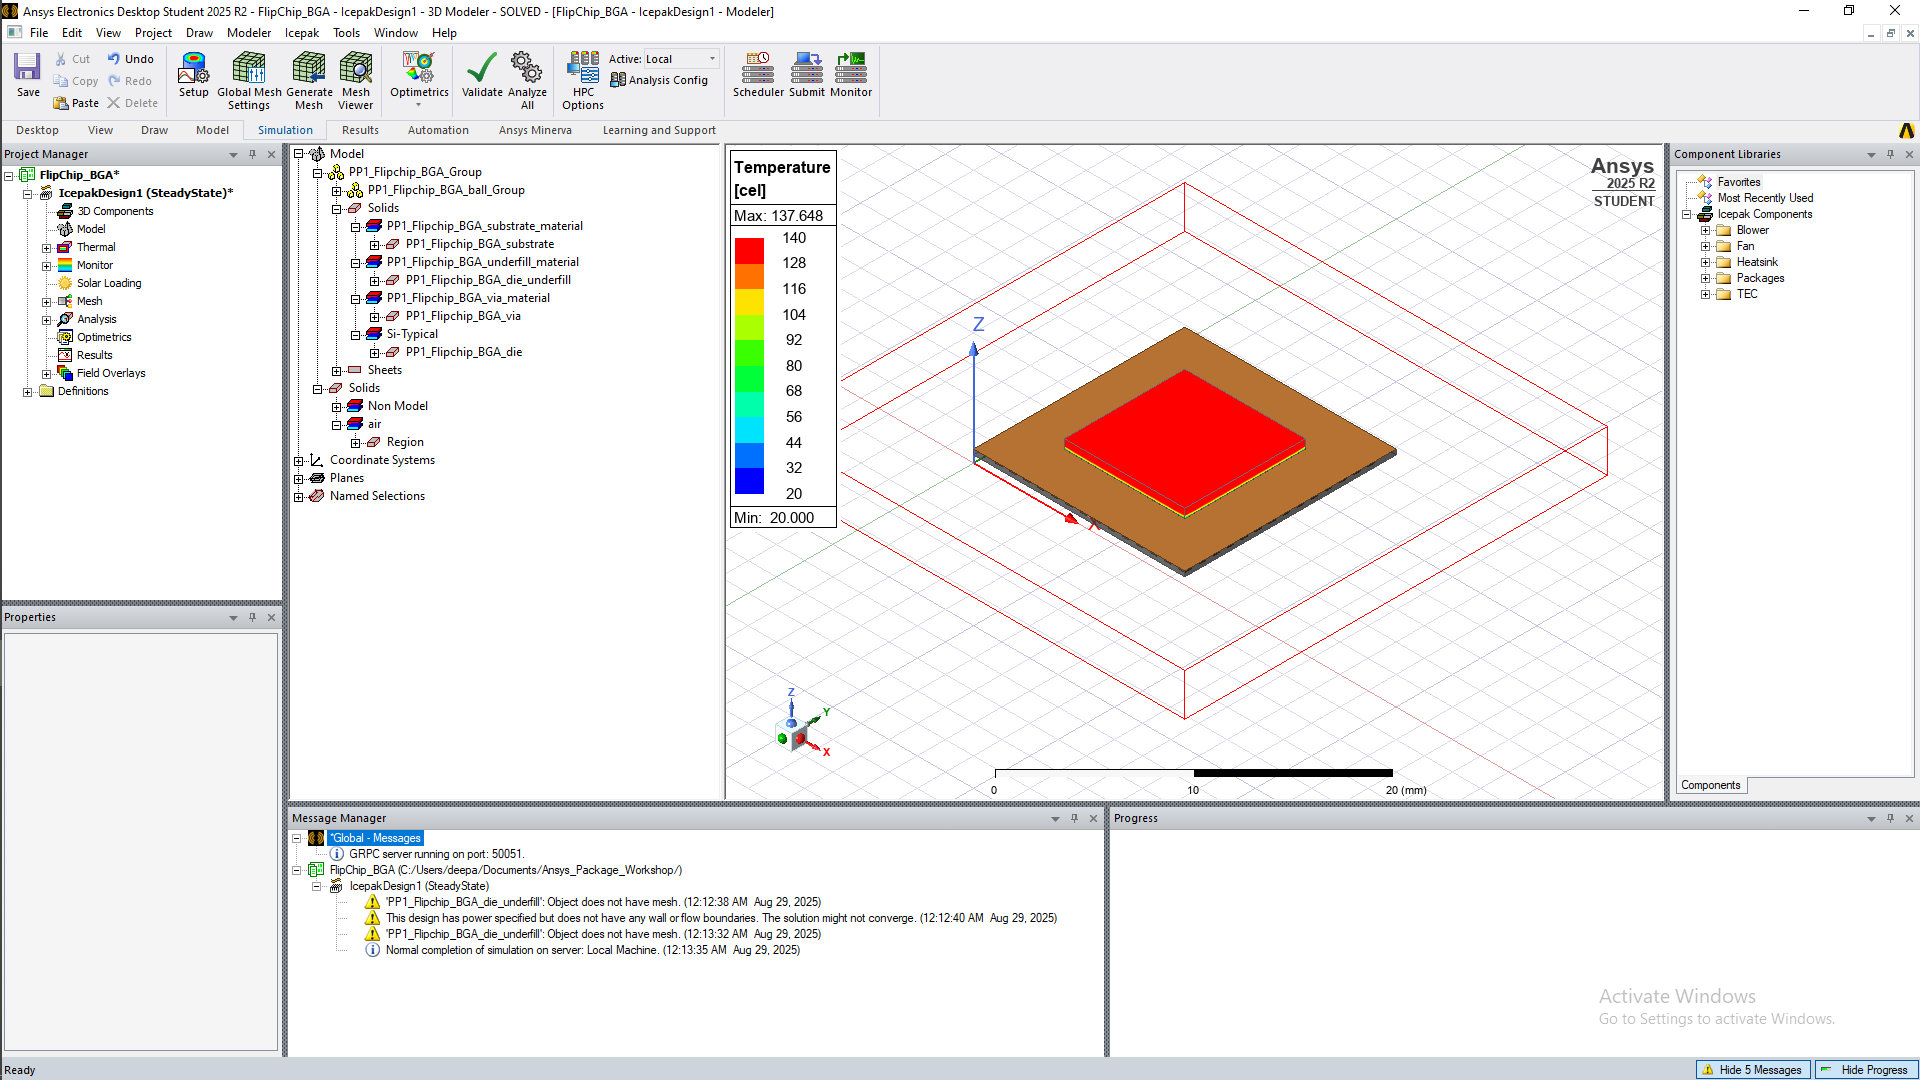 Ansys Electronics Desktop Student 2025 R2 - FlipChip_BGA - IcepakDesign1 - 3D Modeler - SOLVED - [FlipChip_BGA - IcepakDesign1 - Modeler]
File Edit View Project Draw Modeler Icepak Tools Window Help
Save
Cut
Copy
Paste
Undo
Redo
Delete
Setup
Global Mesh
Settings
Generate
Mesh
Mesh
Viewer
Optimetrics
Validate
Analyze
All
HPC
Options
Active: Local
Analysis Config
Scheduler
Submit
Monitor
Desktop View Draw Model Simulation Results Automation Ansys Minerva Learning and Support
Project Manager
FlipChip_BGA*
IcepakDesign1 (SteadyState)*
3D Components
Model
Thermal
Monitor
Solar Loading
Mesh
Analysis
Optimetrics
Results
Field Overlays
Definitions
Properties
Model
PP1_Flipchip_BGA_Group
PP1_Flipchip_BGA_ball_Group
Solids
PP1_Flipchip_BGA_substrate_material
PP1_Flipchip_BGA_substrate
PP1_Flipchip_BGA_underfill_material
PP1_Flipchip_BGA_die_underfill
PP1_Flipchip_BGA_via_material
PP1_Flipchip_BGA_via
Si-Typical
PP1_Flipchip_BGA_die
Sheets
Solids
Non Model
air
Region
Coordinate Systems
Planes
Named Selections
Temperature
[cel]
Max: 137.648
140
128
116
104
92
80
68
56
44
32
20
Min: 20.000
Ansys
2025 R2
STUDENT
Z
X
Z
Y
X
0 10 20 (mm)
Component Libraries
Favorites
Most Recently Used
Icepak Components
Blower
Fan
Heatsink
Packages
TEC
Components
Message Manager
*Global - Messages
GRPC server running on port: 50051.
FlipChip_BGA (C:/Users/deepa/Documents/Ansys_Package_Workshop/)
IcepakDesign1 (SteadyState)
'PP1_Flipchip_BGA_die_underfill': Object does not have mesh. (12:12:38 AM Aug 29, 2025)
This design has power specified but does not have any wall or flow boundaries. The solution might not converge. (12:12:40 AM Aug 29, 2025)
'PP1_Flipchip_BGA_die_underfill': Object does not have mesh. (12:13:32 AM Aug 29, 2025)
Normal completion of simulation on server: Local Machine. (12:13:35 AM Aug 29, 2025)
Progress
Activate Windows
Go to Settings to activate Windows.
Ready
Hide 5 Messages
Hide Progress